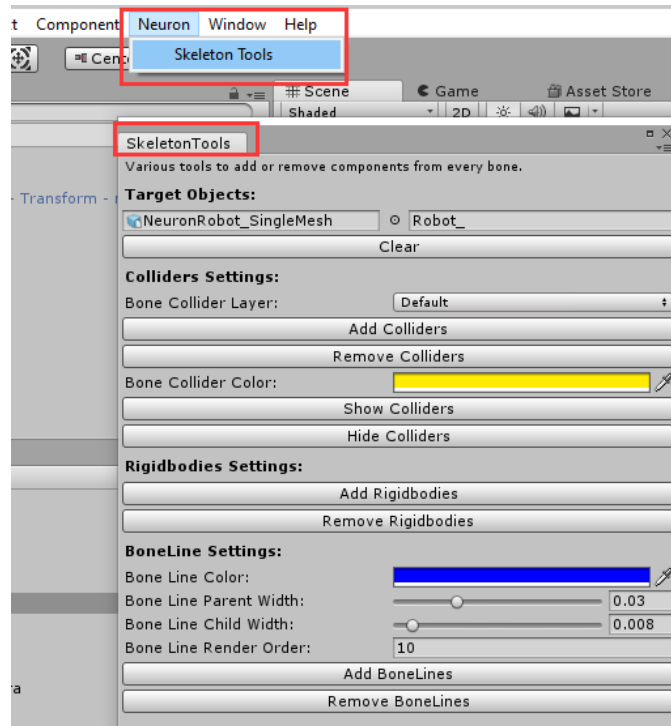 t Component Neuron Window Help
Skeleton Tools
Cent
Scene Game Asset Store
Shaded 2D
SkeletonTools
Various tools to add or remove components from every bone.
- Transform -
Target Objects:
NeuronRobot_SingleMesh Robot_
Clear
Colliders Settings:
Bone Collider Layer: Default
Add Colliders
Remove Colliders
Bone Collider Color:
Show Colliders
Hide Colliders
Rigidbodies Settings:
Add Rigidbodies
Remove Rigidbodies
BoneLine Settings:
Bone Line Color:
Bone Line Parent Width: 0.03
Bone Line Child Width: 0.008
Bone Line Render Order: 10
Add BoneLines
ra
Remove BoneLines